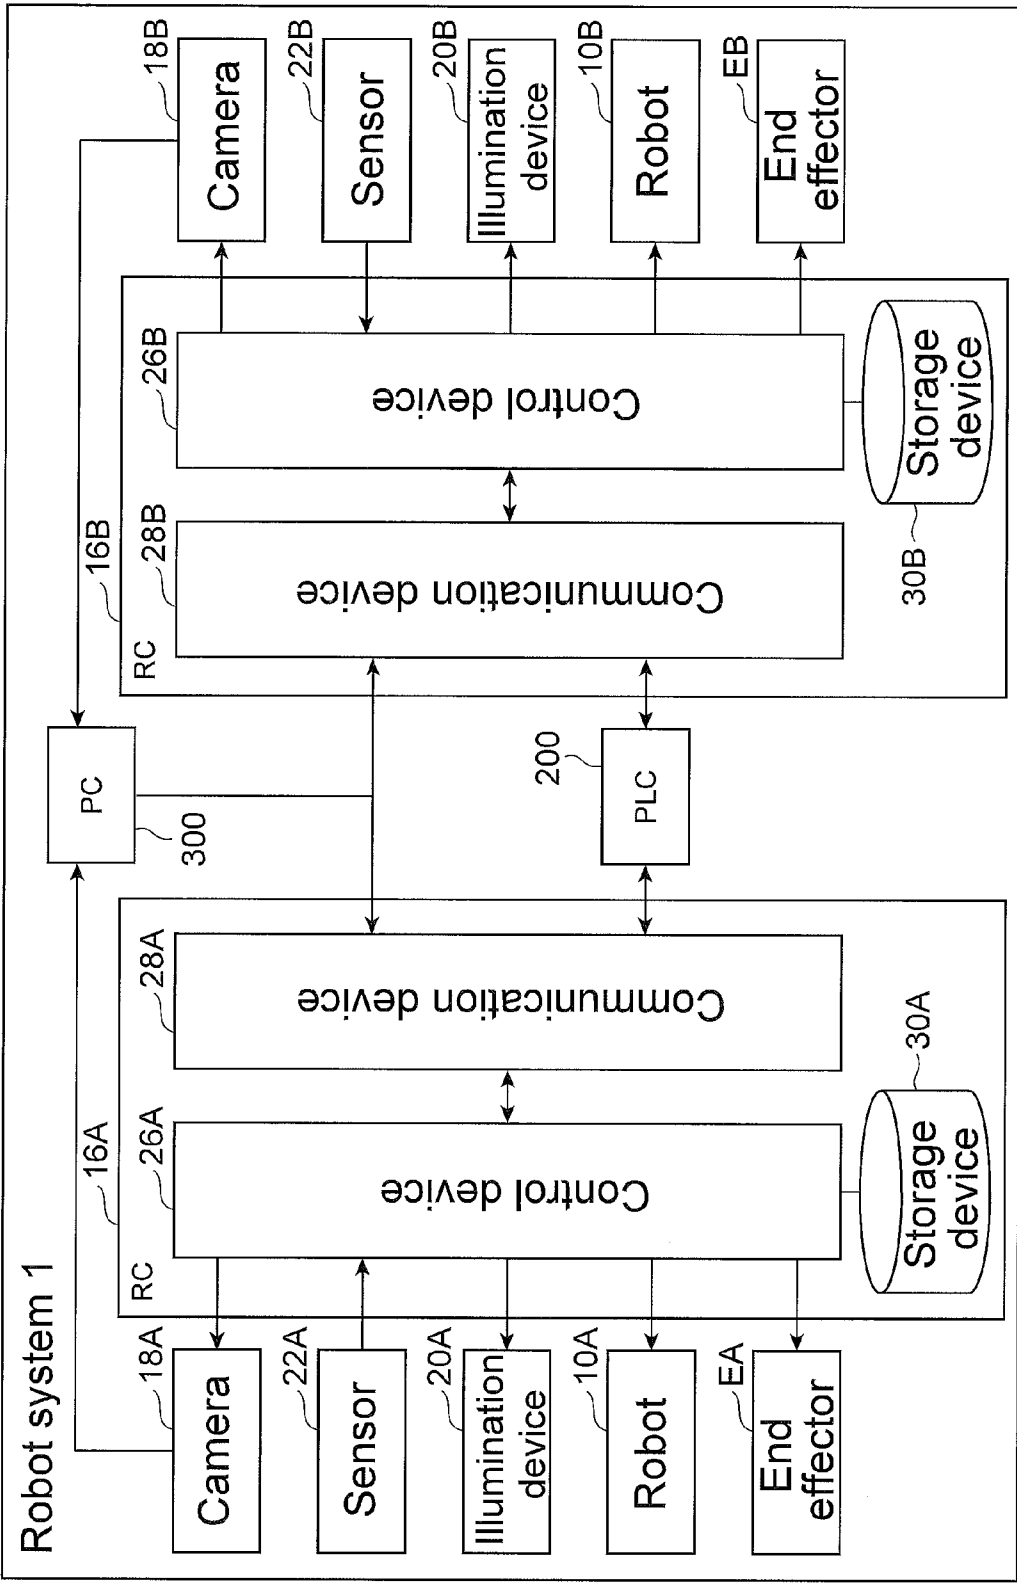 Robot system 1
18A
Camera
22A
Sensor
20A
Illumination
device
10A
Robot
EA
End
effector
16A
RC
26A
Control device
28A
Communication device
30A
Storage
device
PC
300
200
PLC
16B
RC
28B
Communication device
26B
Control device
30B
Storage
device
18B
Camera
22B
Sensor
20B
Illumination
device
10B
Robot
EB
End
effector